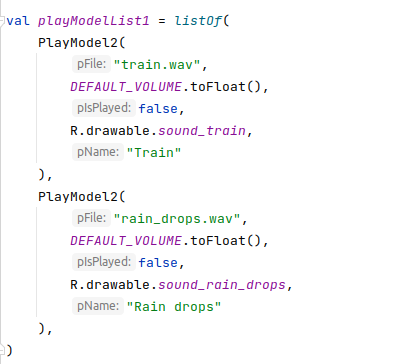 val playModelList1 = listOf(
PlayModel2(
pFile: "train.wav",
DEFAULT_VOLUME.toFloat(),
pIsPlayed: false,
R.drawable.sound_train,
pName: "Train"
),
PlayModel2(
pFile: "rain_drops.wav",
DEFAULT_VOLUME.toFloat(),
pIsPlayed: false,
R.drawable.sound_rain_drops,
pName: "Rain drops"
),
)